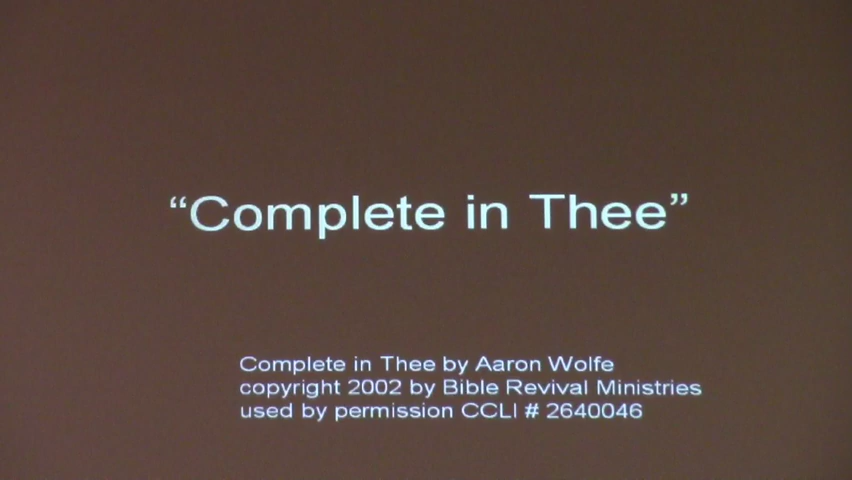 “Complete in Thee”
Complete in Thee by Aaron Wolfe
copyright 2002 by Bible Revival Ministries
used by permission CCLI # 2640046